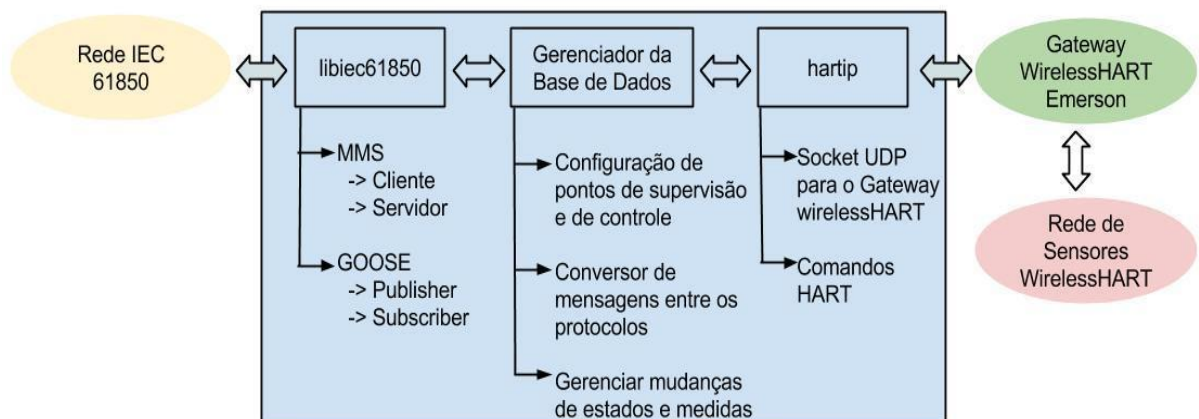 Rede IEC
61850
libiec61850
Gerenciador da
Base de Dados
hartip
Gateway
WirelessHART
Emerson
MMS
-> Cliente
-> Servidor
GOOSE
-> Publisher
-> Subscriber
Configuração de
pontos de supervisão
e de controle
Conversor de
mensagens entre os
protocolos
Gerenciar mudanças
de estados e medidas
Socket UDP
para o Gateway
wirelessHART
Comandos
HART
Rede de
Sensores
WirelessHART